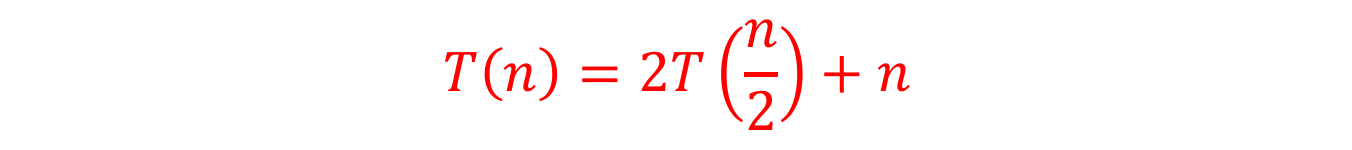 T(n) = 2T(n/2) + n